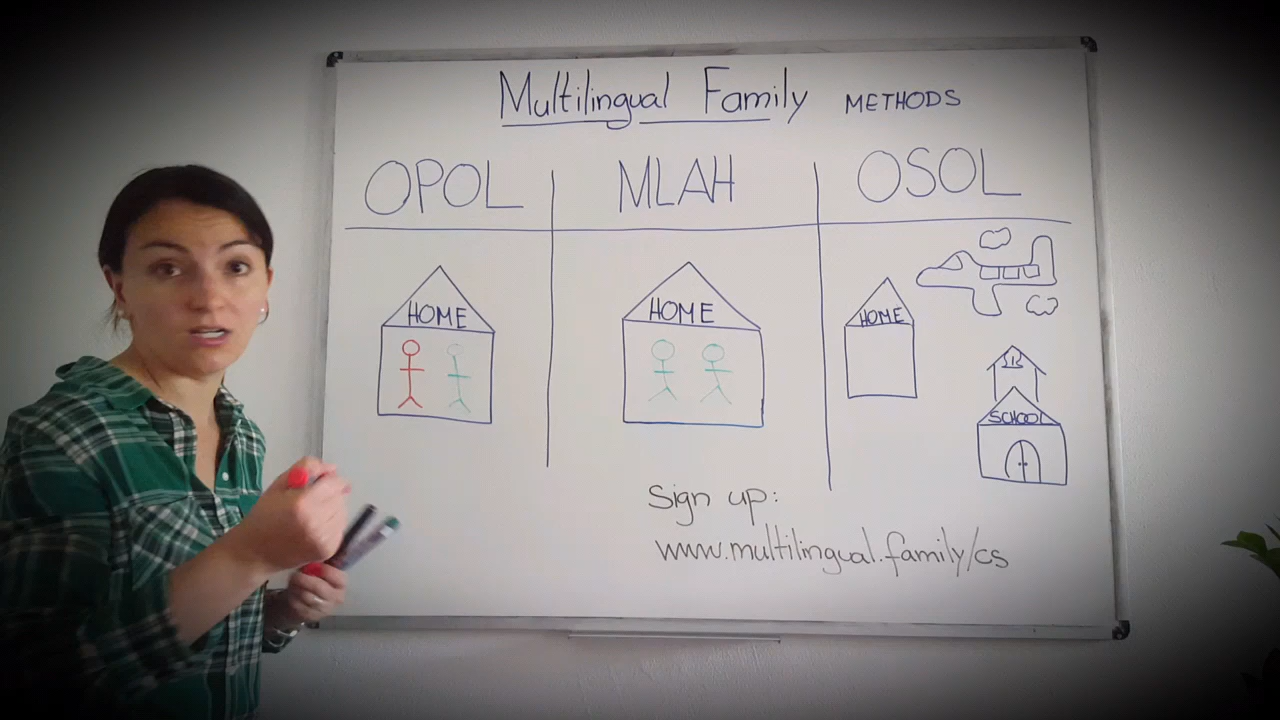 Multilingual Family METHODS
OPOL MLAH OSOL
HOME
HOME
HOME
SCHOOL
Sign up:
www.multilingual.family/cs